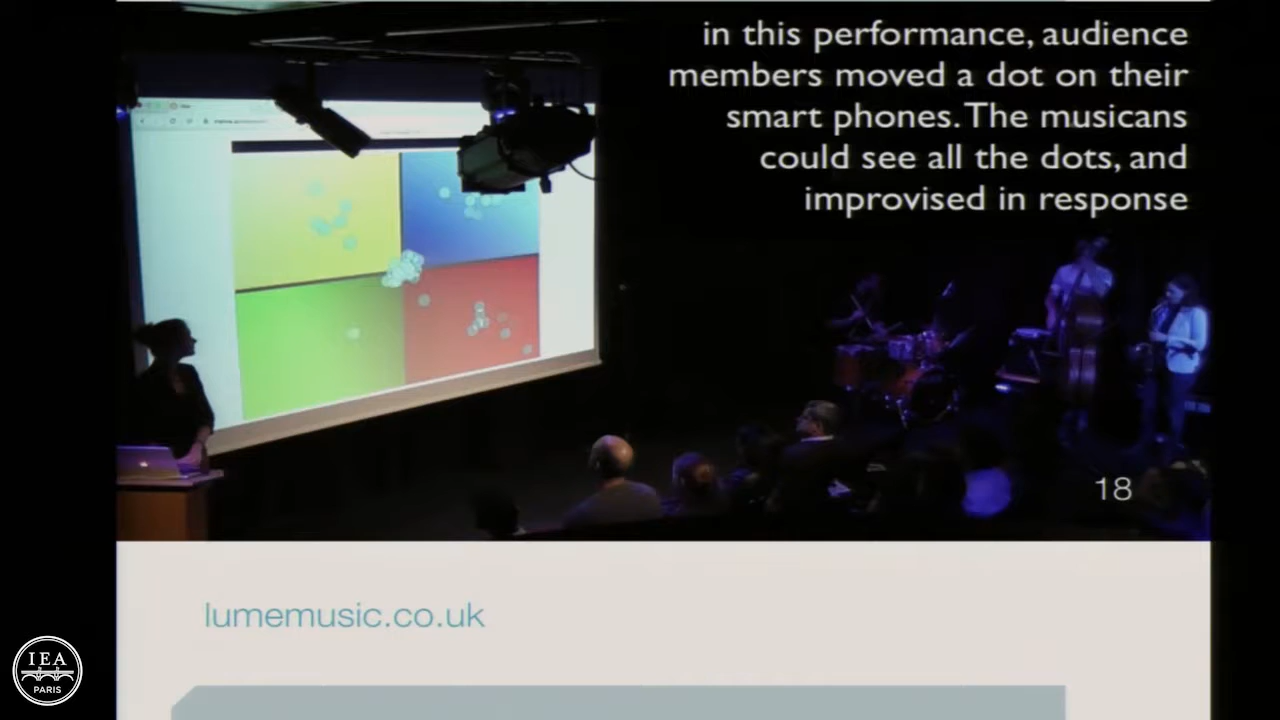 in this performance, audience
members moved a dot on their
smart phones. The musicans
could see all the dots, and
improvised in response
18
lumemusic.co.uk
IEA
PARIS